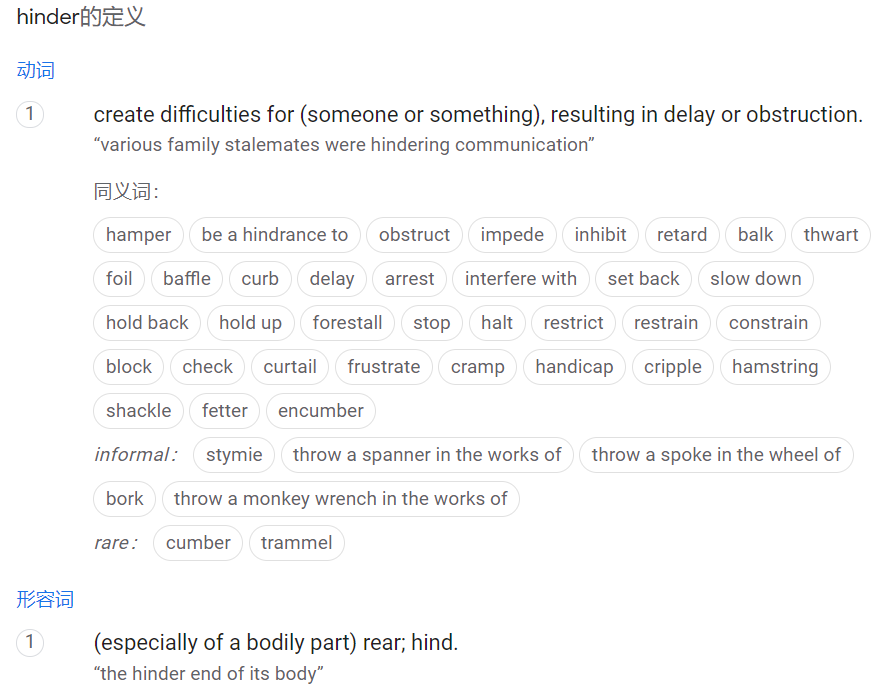 hinder的定义
动词
1 create difficulties for (someone or something), resulting in delay or obstruction.
“various family stalemates were hindering communication”
同义词：
hamper be a hindrance to obstruct impede inhibit retard balk thwart
foil baffle curb delay arrest interfere with set back slow down
hold back hold up forestall stop halt restrict restrain constrain
block check curtail frustrate cramp handicap cripple hamstring
shackle fetter encumber
informal： stymie throw a spanner in the works of throw a spoke in the wheel of
bork throw a monkey wrench in the works of
rare： cumber trammel
形容词
1 (especially of a bodily part) rear; hind.
“the hinder end of its body”